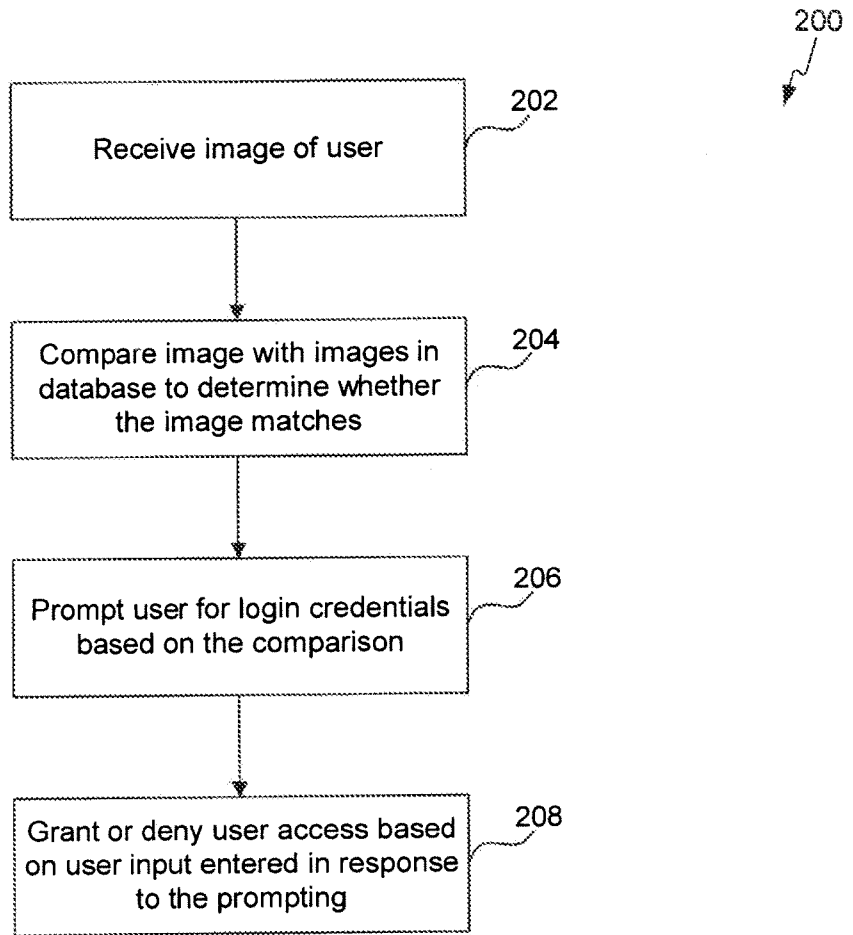 200
202
Receive image of user
204
Compare image with images in
database to determine whether
the image matches
206
Prompt user for login credentials
based on the comparison
208
Grant or deny user access based
on user input entered in response
to the prompting